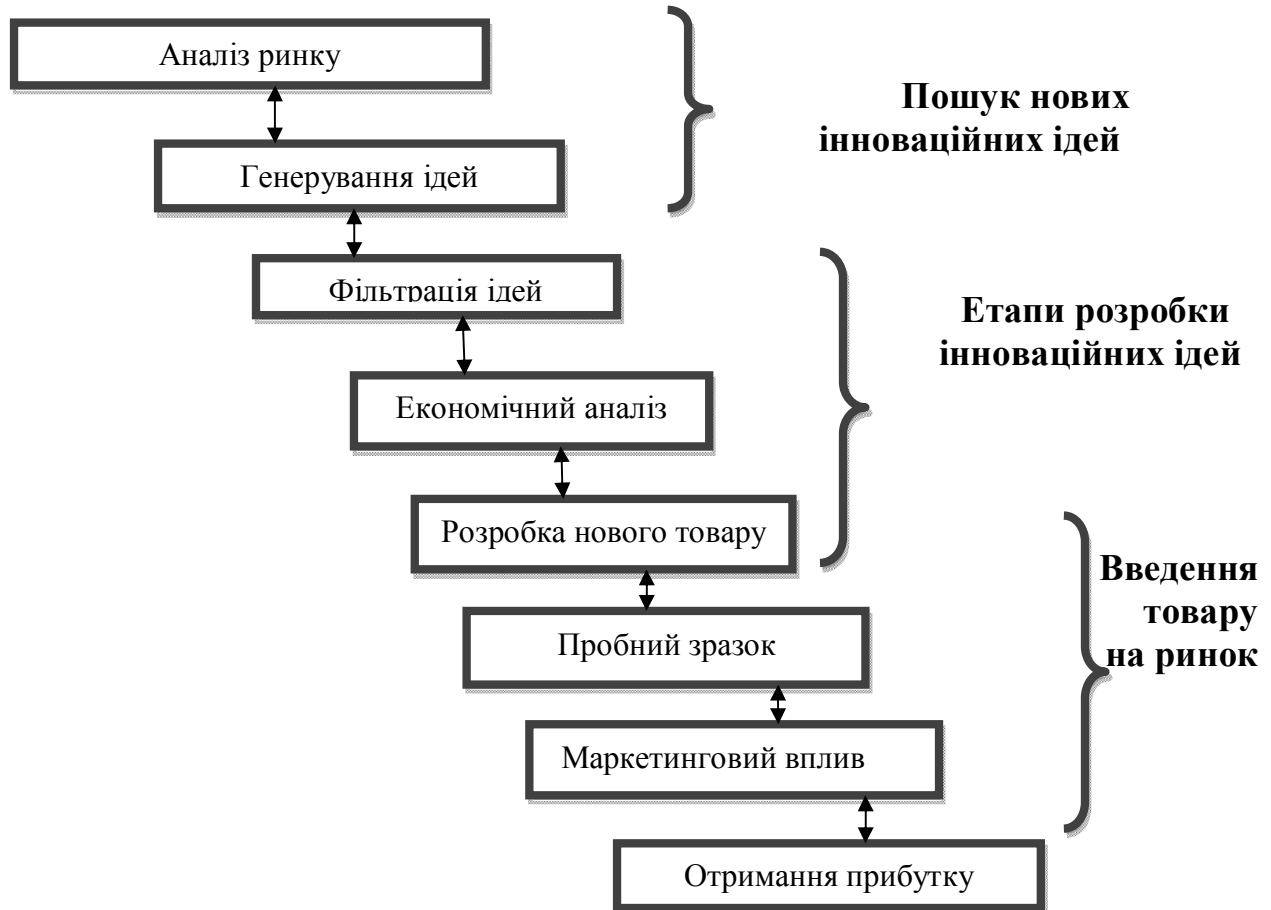 Аналіз ринку
Пошук нових
інноваційних ідей
Генерування ідей
Фільтрація ідей
Етапи розробки
інноваційних ідей
Економічний аналіз
Розробка нового товару
Введення
товару
на ринок
Пробний зразок
Маркетинговий вплив
Отримання прибутку